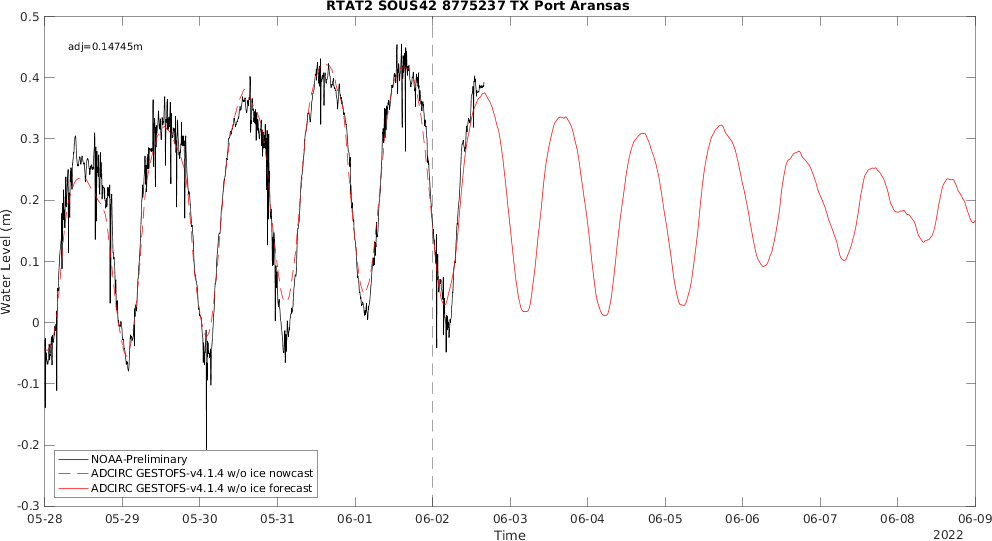 RTAT2 SOUS42 8775237 TX Port Aransas
adj=0.14745m
Water Level (m)
0.5
0.4
0.3
0.2
0.1
0
-0.1
-0.2
-0.3
NOAA-Preliminary
ADCIRC GESTOFS-v4.1.4 w/o ice nowcast
ADCIRC GESTOFS-v4.1.4 w/o ice forecast
05-28 05-29 05-30 05-31 06-01 06-02 06-03 06-04 06-05 06-06 06-07 06-08 06-09
Time
2022